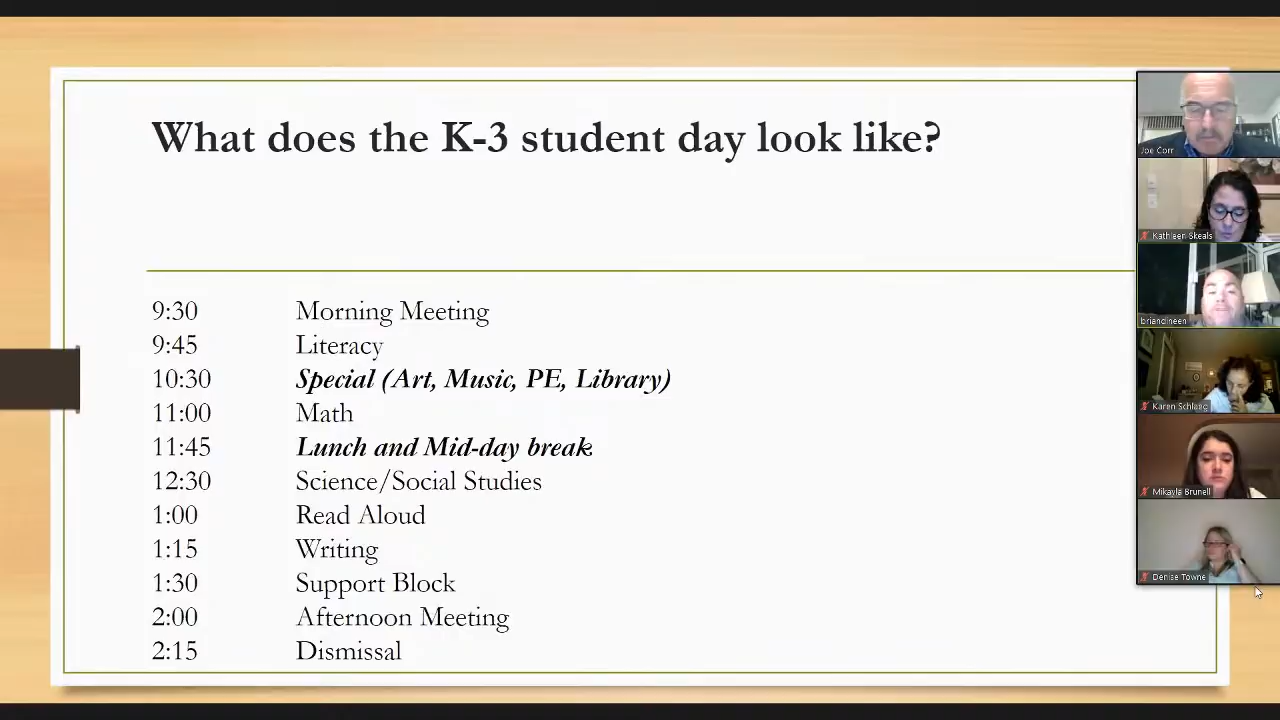 What does the K-3 student day look like?
9:30 Morning Meeting
9:45 Literacy
10:30 Special (Art, Music, PE, Library)
11:00 Math
11:45 Lunch and Mid-day break
12:30 Science/Social Studies
1:00 Read Aloud
1:15 Writing
1:30 Support Block
2:00 Afternoon Meeting
2:15 Dismissal
Joe Corr
Kathleen Skeals
briandineen
Karen Schlaeg
Mikayla Brunell
Denise Towne